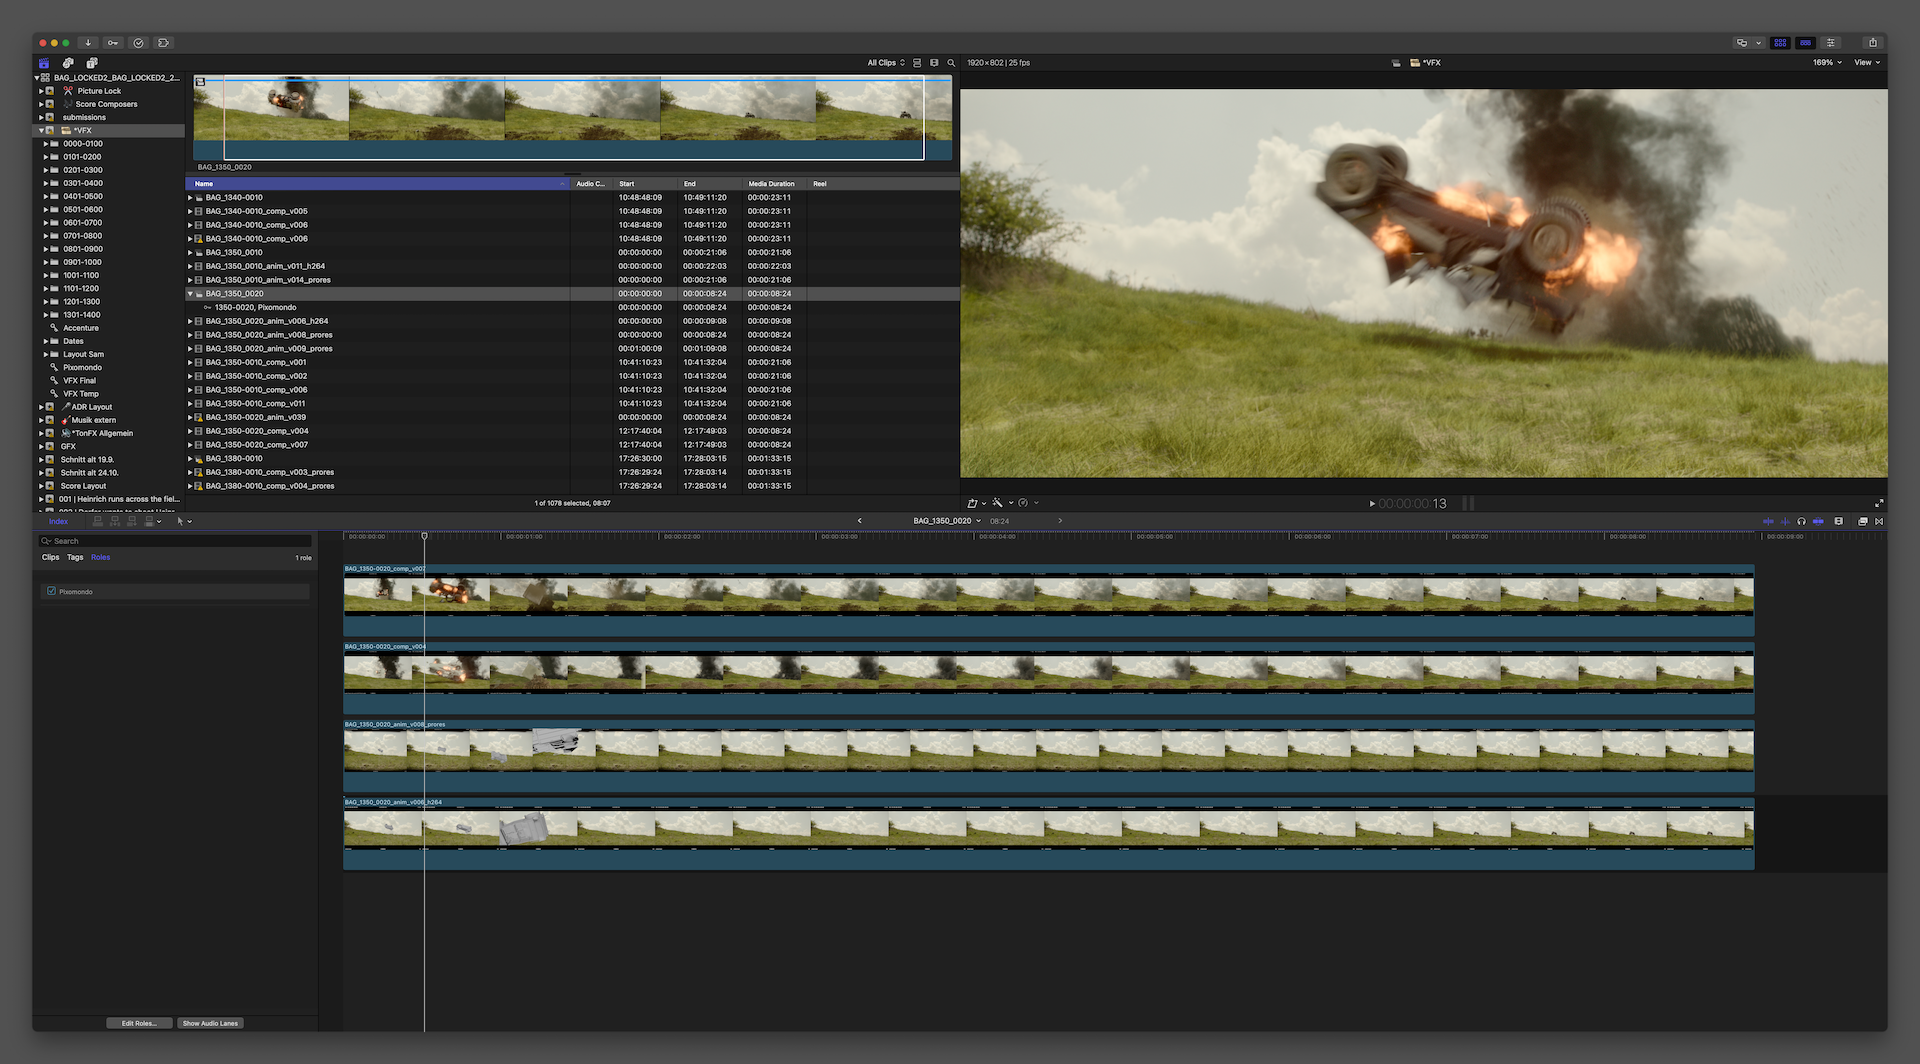 All Clips
1920 × 802 | 25 fps
*VFX
169%
View
BAG_LOCKED2_BAG_LOCKED2_2...
Picture Lock
Score Composers
submissions
*VFX
0000-0100
0101-0200
0201-0300
0301-0400
0401-0500
0501-0600
0601-0700
0701-0800
0801-0900
0901-1000
1001-1100
1101-1200
1201-1300
1301-1400
Accenture
Dates
Layout Sam
Pixomondo
VFX Final
VFX Temp
ADR Layout
Musik extern
*TonFX Allgemein
GFX
Schnitt alt 19.9.
Schnitt alt 24.10.
Score Layout
001 | Heinrich runs across the fiel...
BAG_1350_0020
Name Audio C... Start End Media Duration Reel
BAG_1340-0010 10:48:48:09 10:49:11:20 00:00:23:11
BAG_1340-0010_comp_v005 10:48:48:09 10:49:11:20 00:00:23:11
BAG_1340-0010_comp_v006 10:48:48:09 10:49:11:20 00:00:23:11
BAG_1340-0010_comp_v006 10:48:48:09 10:49:11:20 00:00:23:11
BAG_1350_0010 00:00:00:00 00:00:21:06 00:00:21:06
BAG_1350_0010_anim_v011_h264 00:00:00:00 00:00:22:03 00:00:22:03
BAG_1350_0010_anim_v014_prores 00:00:00:00 00:00:21:06 00:00:21:06
BAG_1350_0020 00:00:00:00 00:00:08:24 00:00:08:24
1350-0020, Pixomondo 00:00:00:00 00:00:08:24 00:00:08:24
BAG_1350_0020_anim_v006_h264 00:00:00:00 00:00:09:08 00:00:09:08
BAG_1350_0020_anim_v008_prores 00:00:00:00 00:00:08:24 00:00:08:24
BAG_1350_0020_anim_v009_prores 00:01:00:09 00:01:09:08 00:00:08:24
BAG_1350-0010_comp_v001 10:41:10:23 10:41:32:04 00:00:21:06
BAG_1350-0010_comp_v002 10:41:10:23 10:41:32:04 00:00:21:06
BAG_1350-0010_comp_v006 10:41:10:23 10:41:32:04 00:00:21:06
BAG_1350-0010_comp_v011 10:41:10:23 10:41:32:04 00:00:21:06
BAG_1350-0020_anim_v039 00:00:00:00 00:00:08:24 00:00:08:24
BAG_1350-0020_comp_v004 12:17:40:04 12:17:49:03 00:00:08:24
BAG_1350-0020_comp_v007 12:17:40:04 12:17:49:03 00:00:08:24
BAG_1380-0010 17:26:30:00 17:28:03:15 00:01:33:15
BAG_1380-0010_comp_v003_prores 17:26:29:24 17:28:03:14 00:01:33:15
BAG_1380-0010_comp_v004_prores 17:26:29:24 17:28:03:14 00:01:33:15
1 of 1078 selected, 08:07
00:00:00:13
Index
BAG_1350_0020 08:24
Search
Clips Tags Roles 1 role
Pixomondo
00:00:00:00 00:00:01:00 00:00:02:00 00:00:03:00 00:00:04:00 00:00:05:00 00:00:06:00 00:00:07:00 00:00:08:00 00:00:09:00
BAG_1350-0020_comp_v007
BAG_1350-0020_comp_v004
BAG_1350_0020_anim_v008_prores
BAG_1350_0020_anim_v006_h264
Edit Roles... Show Audio Lanes